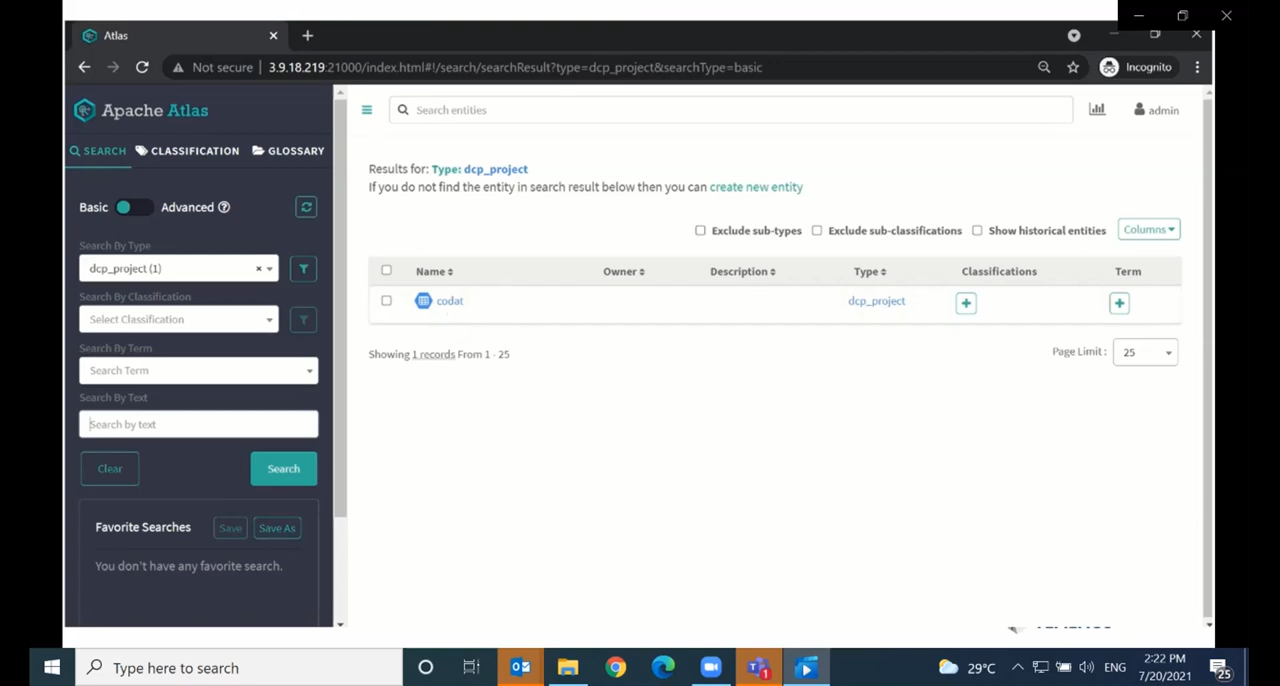 Atlas
Not secure | 3.9.18.219:21000/index.html#!/search/searchResult?type=dcp_project&searchType=basic
Incognito
Apache Atlas
Search entities
admin
SEARCH CLASSIFICATION GLOSSARY
Results for: Type: dcp_project
If you do not find the entity in search result below then you can create new entity
Basic Advanced
Exclude sub-types Exclude sub-classifications Show historical entities Columns
Search By Type
dcp_project (1)
Name Owner Description Type Classifications Term
Search By Classification
codat dcp_project
Select Classification
Search By Term
Showing 1 records From 1 - 25
Page Limit : 25
Search Term
Search By Text
Search by text
Clear Search
Favorite Searches Save Save As
You don't have any favorite search.
Type here to search
29°C
ENG
2:22 PM
7/20/2021
25
1